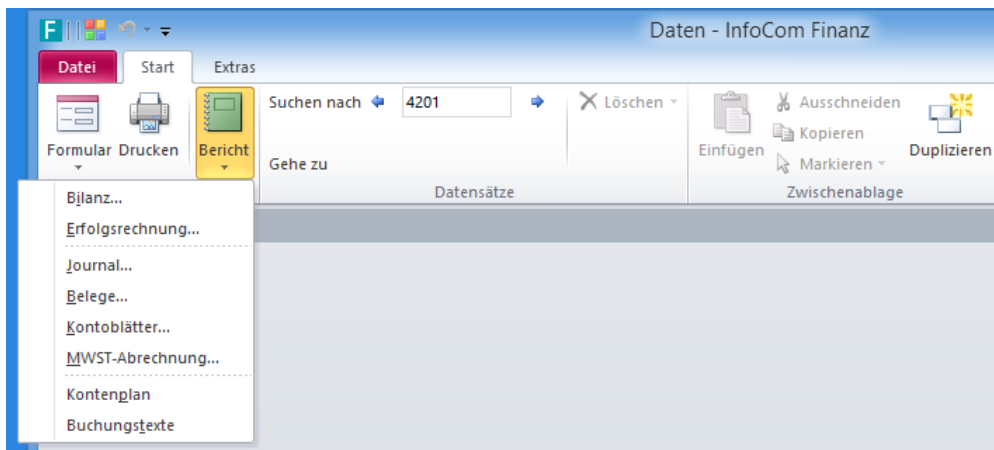 F
Daten - InfoCom Finanz
Datei Start Extras
Formular Drucken Bericht
Suchen nach 4201
Gehe zu
Löschen
Datensätze
Einfügen
Ausschneiden
Kopieren
Markieren
Duplizieren
Zwischenablage
Bilanz...
Erfolgsrechnung...
Journal...
Belege...
Kontoblätter...
MWST-Abrechnung...
Kontenplan
Buchungstexte